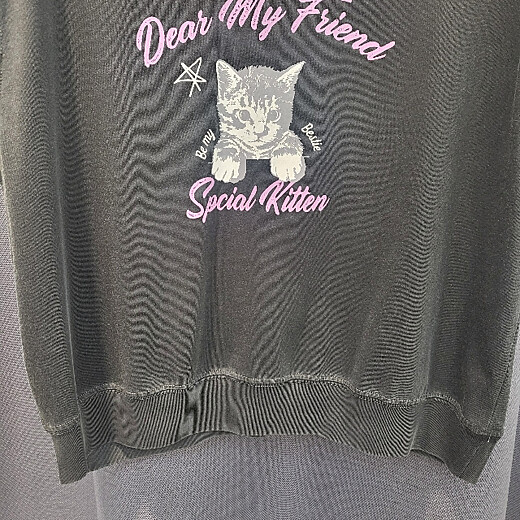 Dear My Friend
Be my
Bestie
Spcial Kitten